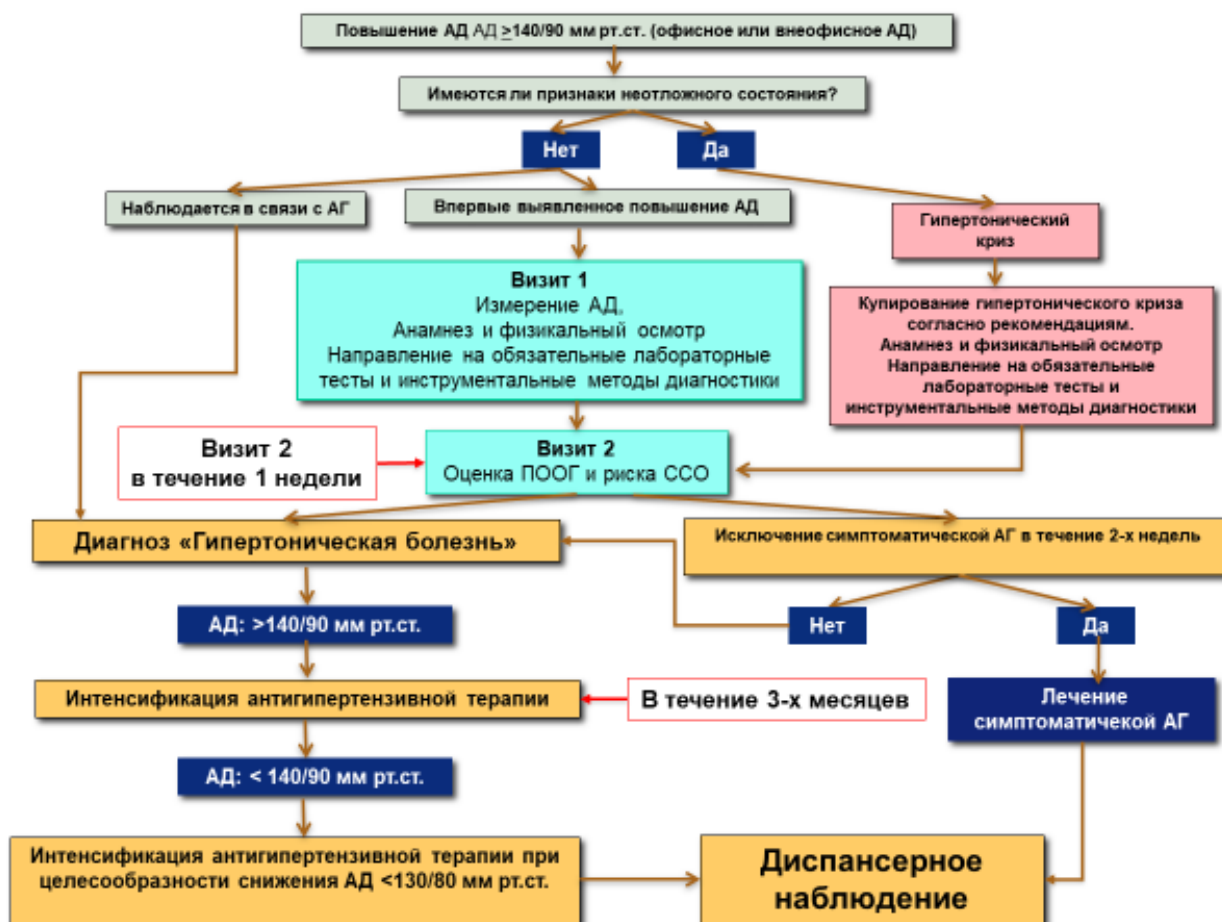 Повышение АД АД >140/90 мм рт.ст. (офисное или внеофисное АД)
Имеются ли признаки неотложного состояния?
Нет
Да
Наблюдается в связи с АГ
Впервые выявленное повышение АД
Гипертонический
криз
Визит 1
Измерение АД,
Анамнез и физикальный осмотр
Направление на обязательные лабораторные
тесты и инструментальные методы диагностики
Купирование гипертонического криза
согласно рекомендациям.
Анамнез и физикальный осмотр
Направление на обязательные
лабораторные тесты и
инструментальные методы диагностики
Визит 2
в течение 1 недели
Визит 2
Оценка ПООГ и риска ССО
Диагноз «Гипертоническая болезнь»
Исключение симптоматической АГ в течение 2-х недель
АД: >140/90 мм рт.ст.
Нет
Да
Интенсификация антигипертензивной терапии
В течение 3-х месяцев
Лечение
симптоматичекой АГ
АД: < 140/90 мм рт.ст.
Интенсификация антигипертензивной терапии при
целесообразности снижения АД <130/80 мм рт.ст.
Диспансерное
наблюдение